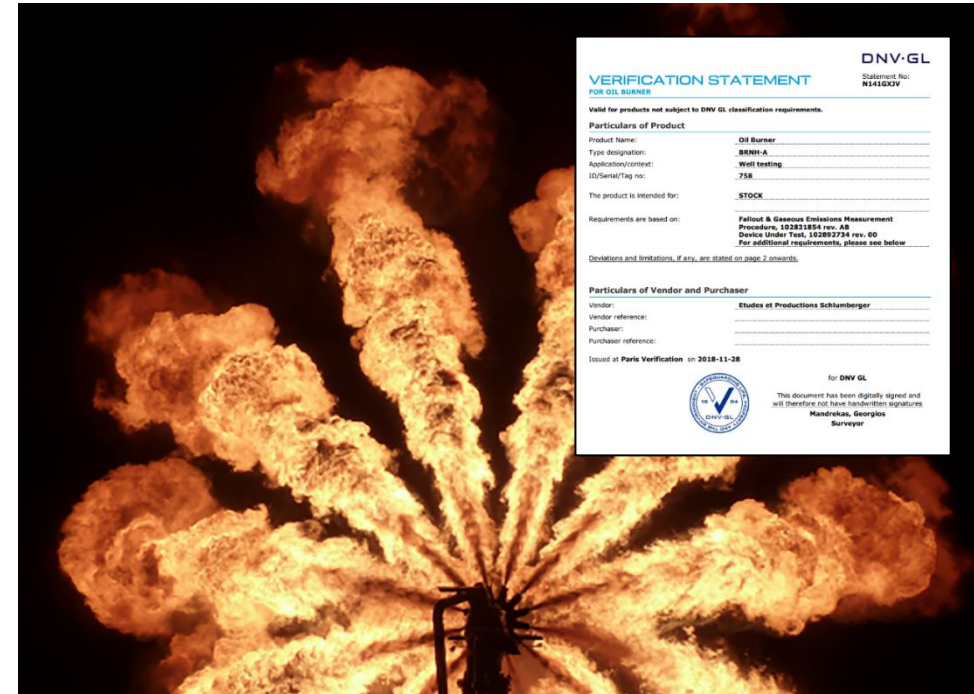 DNV·GL
VERIFICATION STATEMENT
FOR OIL BURNER
Statement No:
N141GXJV
Valid for products not subject to DNV GL classification requirements.
Particulars of Product
Product Name: Oil Burner
Type designation: BRNH-A
Application/context: Well testing
ID/Serial/Tag no: 758
The product is intended for: STOCK
Requirements are based on: Fallout & Gaseous Emissions Measurement
Procedure, 102831854 rev. AB
Device Under Test, 102892734 rev. 00
For additional requirements, please see below
Deviations and limitations, if any, are stated on page 2 onwards.
Particulars of Vendor and Purchaser
Vendor: Etudes et Productions Schlumberger
Vendor reference:
Purchaser:
Purchaser reference:
Issued at Paris Verification on 2018-11-28
for DNV GL
This document has been digitally signed and
will therefore not have handwritten signatures
Mandrekas, Georgios
Surveyor
18 64
DNV·GL